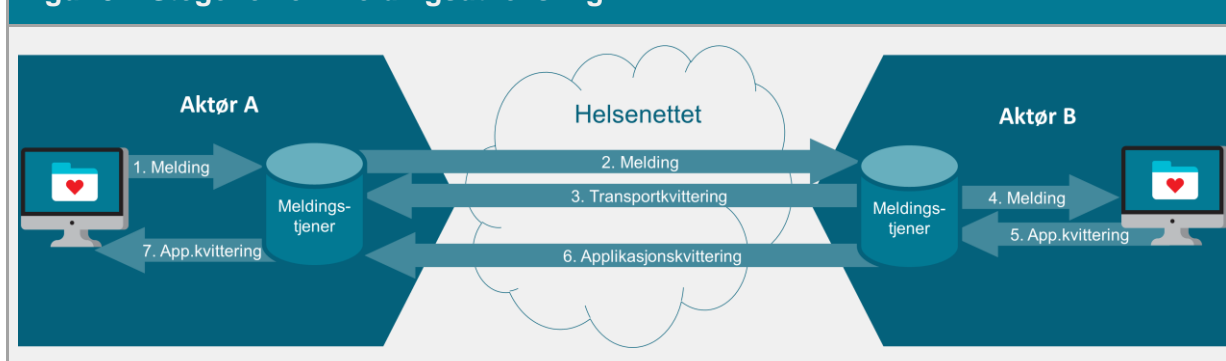 Aktør A
Helsenettet
Aktør B
1. Melding
2. Melding
3. Transportkvittering
4. Melding
Meldings-
tjener
Meldings-
tjener
5. App.kvittering
7. App.kvittering
6. Applikasjonskvittering